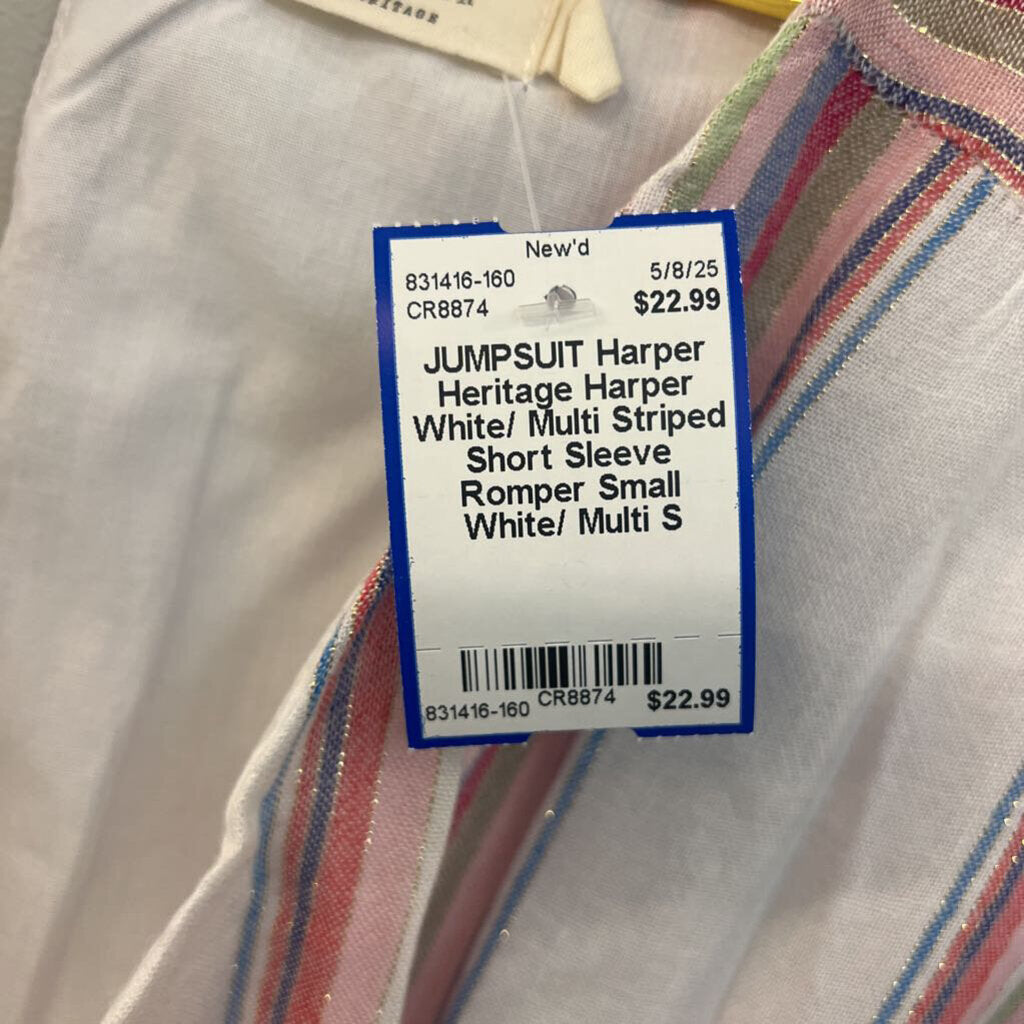 ERITAGE
New'd
831416-160 5/8/25
CR8874 $22.99
JUMPSUIT Harper
Heritage Harper
White/ Multi Striped
Short Sleeve
Romper Small
White/ Multi S
831416-160 CR8874 $22.99